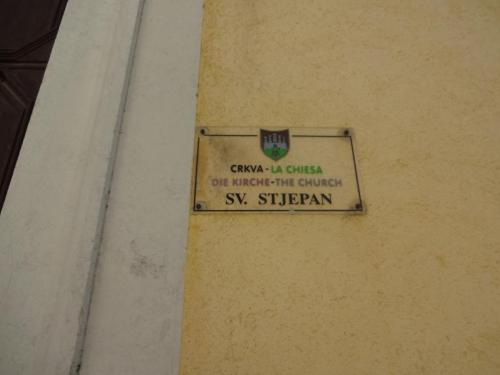 CRKVA - LA CHIESA
DIE KIRCHE - THE CHURCH
SV. STJEPAN